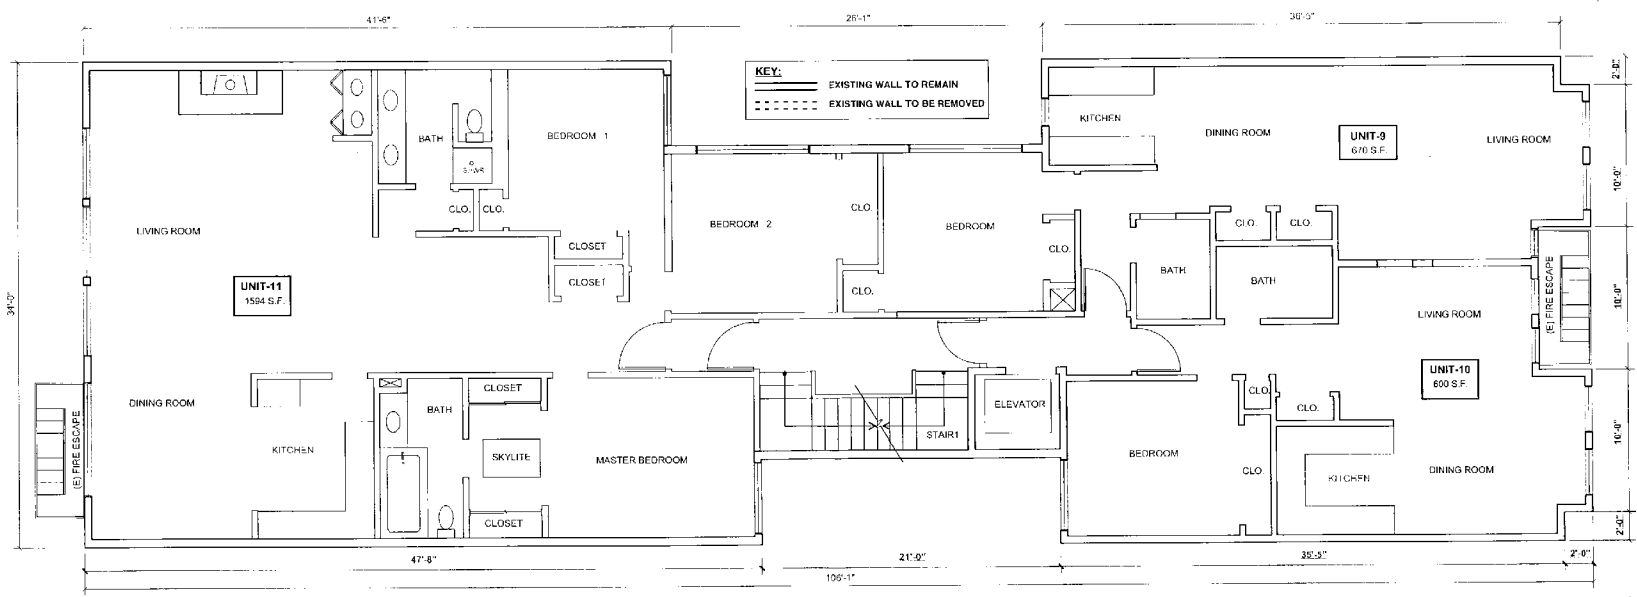 41'-6"
26'-1"
36'-5"
KEY:
EXISTING WALL TO REMAIN
EXISTING WALL TO BE REMOVED
2'-0"
KITCHEN
DINING ROOM
UNIT-9
670 S.F.
LIVING ROOM
BATH
BEDROOM 1
SHWR
10'-0"
CLO.
CLO.
CLO.
LIVING ROOM
BEDROOM 2
BEDROOM
CLO.
CLO.
CLOSET
CLO.
CLOSET
BATH
BATH
UNIT-11
1594 S.F.
CLO.
34'-0"
(E) FIRE ESCAPE
10'-0"
LIVING ROOM
UNIT-10
600 S.F.
CLOSET
DINING ROOM
BATH
ELEVATOR
CLO.
CLO.
STAIR1
10'-0"
(E) FIRE ESCAPE
KITCHEN
SKYLITE
MASTER BEDROOM
BEDROOM
CLO.
KITCHEN
DINING ROOM
CLOSET
2'-0"
47'-8"
21'-0"
35'-5"
2'-0"
106'-1"